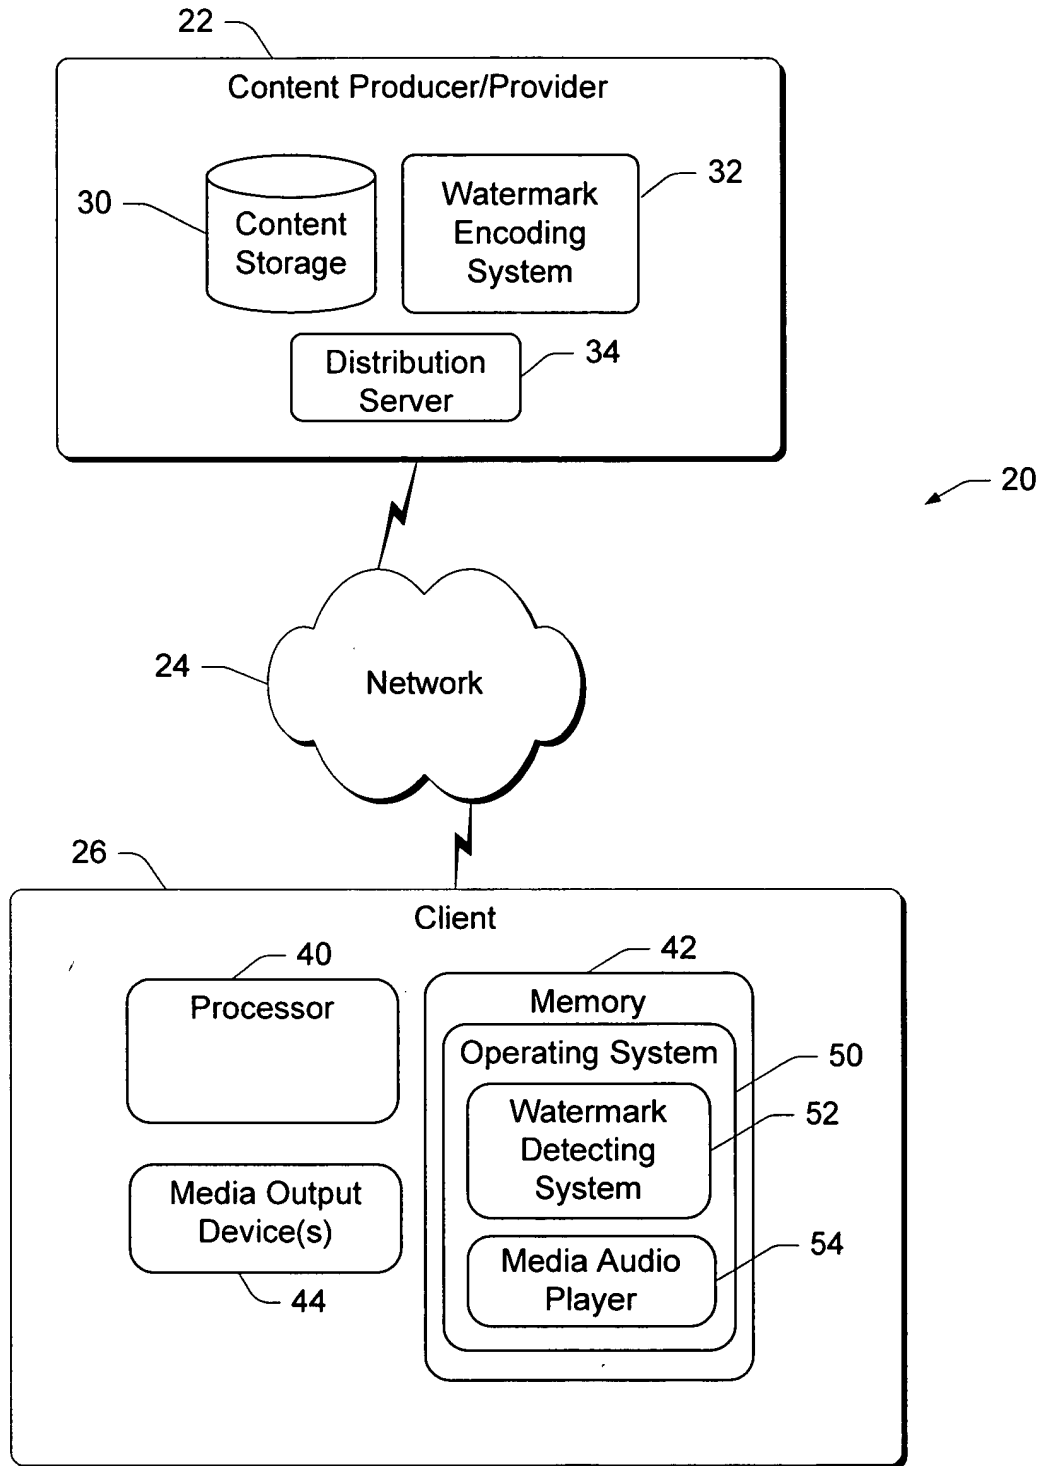 22
Content Producer/Provider
30
Content
Storage
Watermark
Encoding
System
32
Distribution
Server
34
20
24
Network
26
Client
40
Processor
42
Memory
Operating System
50
Watermark
Detecting
System
52
Media Output
Device(s)
44
Media Audio
Player
54